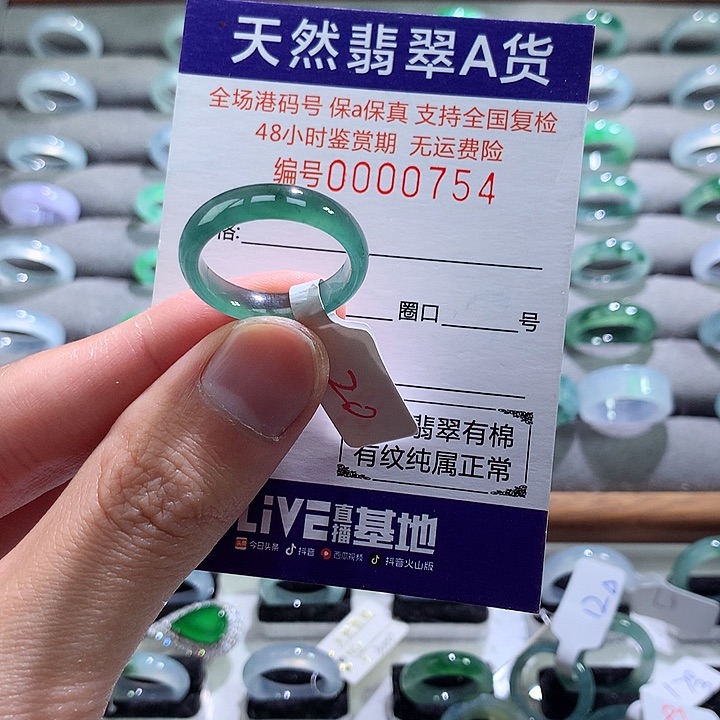 天然翡翠A货
全场港码号 保a保真 支持全国复检
48小时鉴赏期 无运费险
编号0000754
格:
圈口 号
翡翠有棉
有纹纯属正常
20
LiVE直播基地
头条 今日头条 抖音 西瓜视频 抖音火山版
120